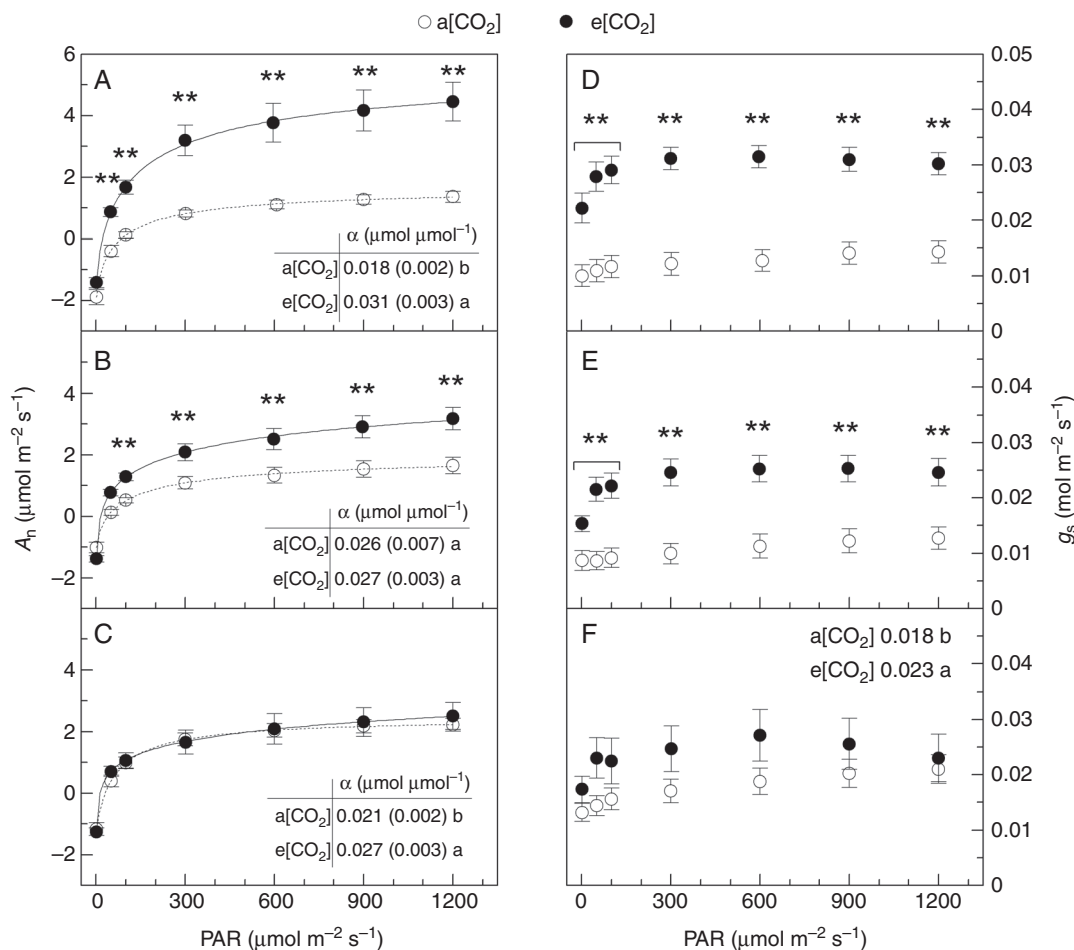 a[CO₂] e[CO₂]
A
6
4
2
0
−2
** ** ** ** ** **
α (μmol μmol⁻¹)
a[CO₂] 0.018 (0.002) b
e[CO₂] 0.031 (0.003) a
B
4
2
0
−2
** ** ** ** **
α (μmol μmol⁻¹)
a[CO₂] 0.026 (0.007) a
e[CO₂] 0.027 (0.003) a
C
4
2
0
−2
α (μmol μmol⁻¹)
a[CO₂] 0.021 (0.002) b
e[CO₂] 0.027 (0.003) a
Aₙ (μmol m⁻² s⁻¹)
0 300 600 900 1200
PAR (μmol m⁻² s⁻¹)
D
** ** ** ** **
0.05
0.04
0.03
0.02
0.01
0
E
** ** ** ** **
0.04
0.03
0.02
0.01
0
F
a[CO₂] 0.018 b
e[CO₂] 0.023 a
0.04
0.03
0.02
0.01
0
gₛ (mol m⁻² s⁻¹)
0 300 600 900 1200
PAR (μmol m⁻² s⁻¹)